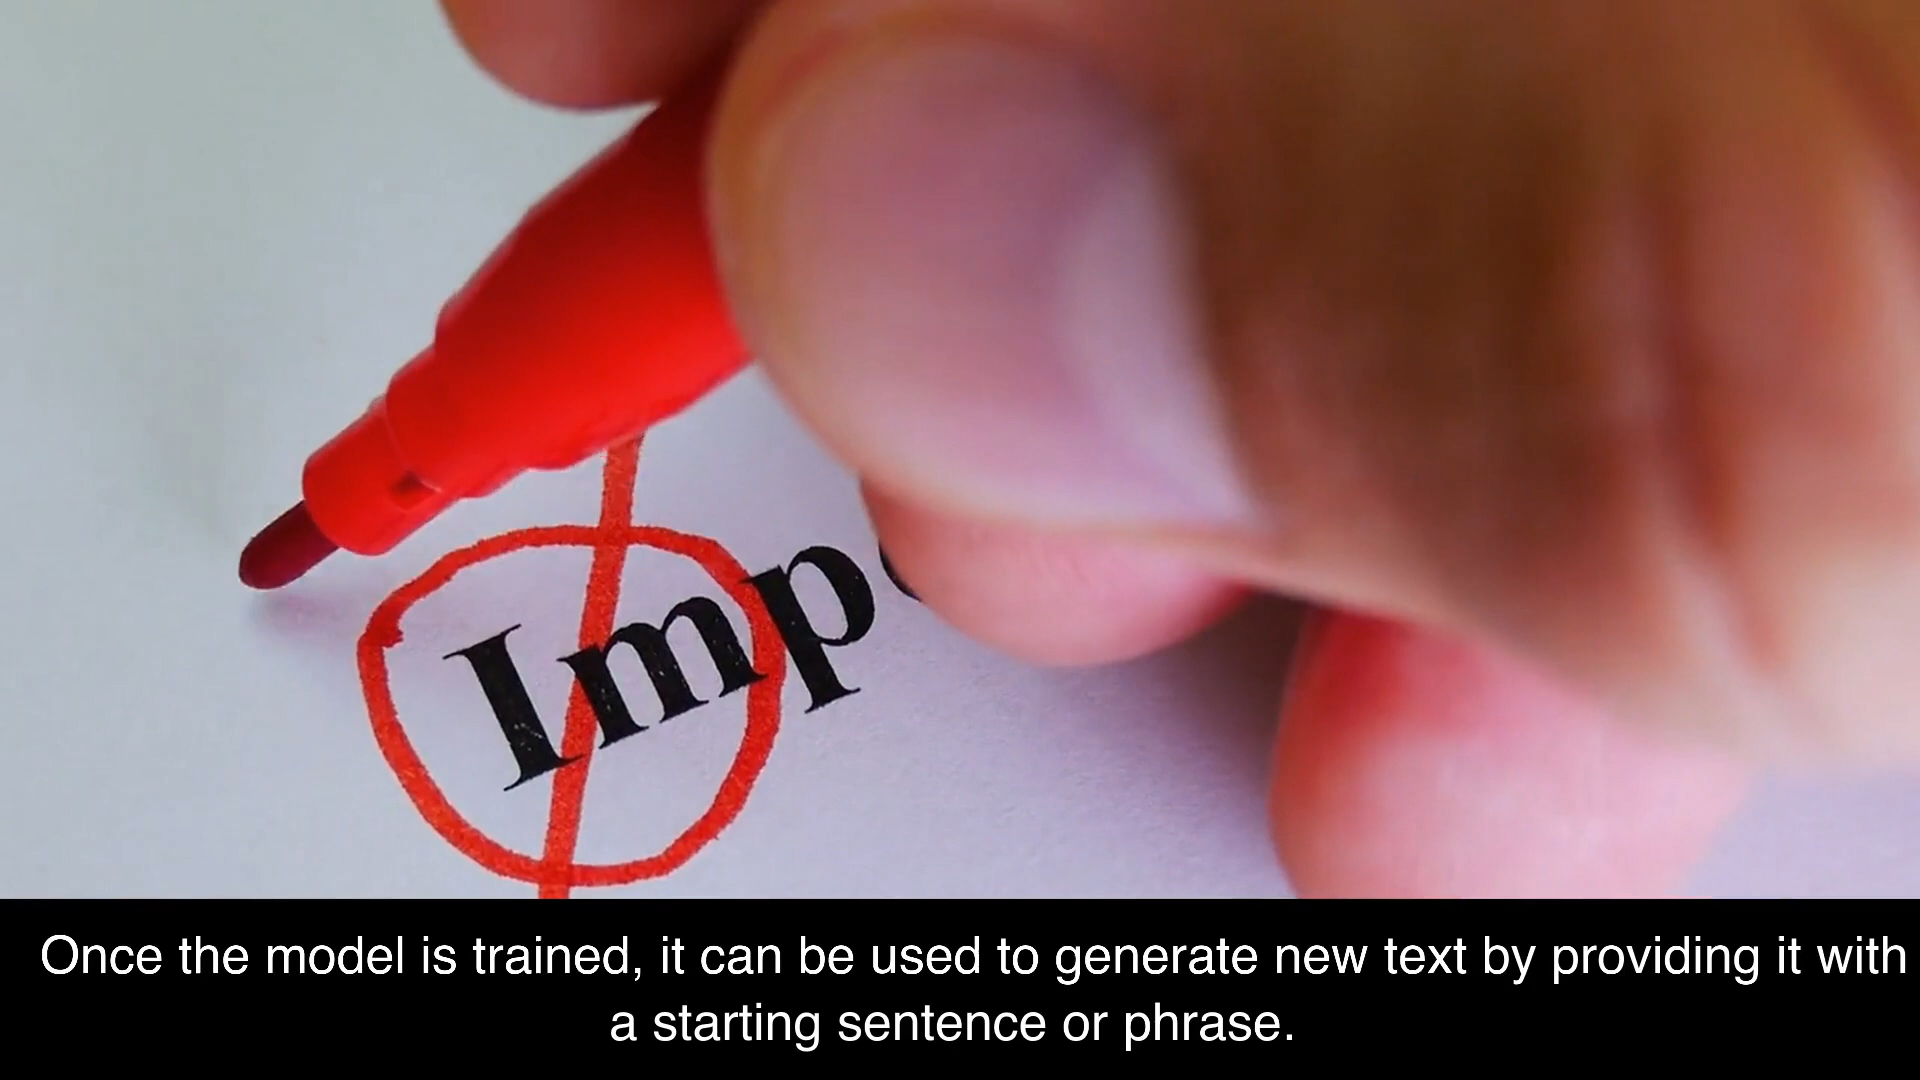 Imp
Once the model is trained, it can be used to generate new text by providing it with
a starting sentence or phrase.